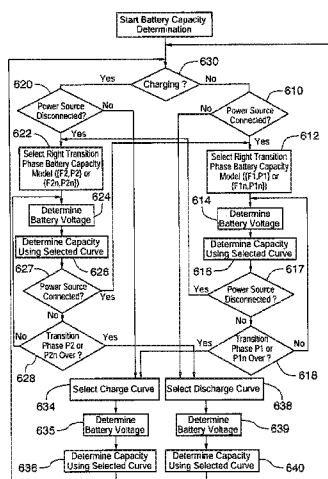 Start Battery Capacity
Determination
630
620
Yes
Charging ?
No
610
Power Source
Disconnected?
No
No
Power Source
Connected?
622
Yes
Yes
612
Select Right Transition
Phase Battery Capacity
Model ({F2,P2} or
{F2n,P2n})
Select Right Transition
Phase Battery Capacity
Model ({F1,P1} or
{F1n,P1n})
624
614
Determine
Battery Voltage
Determine
Battery Voltage
Determine Capacity
Using Selected Curve
Determine Capacity
Using Selected Curve
627
626
616
617
Power Source
Connected?
Yes
Yes
Power Source
Disconnected ?
No
No
No
Transition
Phase P2 or
P2n Over ?
Yes
Yes
Transition
Phase P1 or
P1n Over ?
No
628
618
634
Select Charge Curve
Select Discharge Curve
638
635
Determine
Battery Voltage
Determine
Battery Voltage
639
636
Determine
Capacity
Using Selected Curve
Determine
Capacity
Using Selected Curve
640